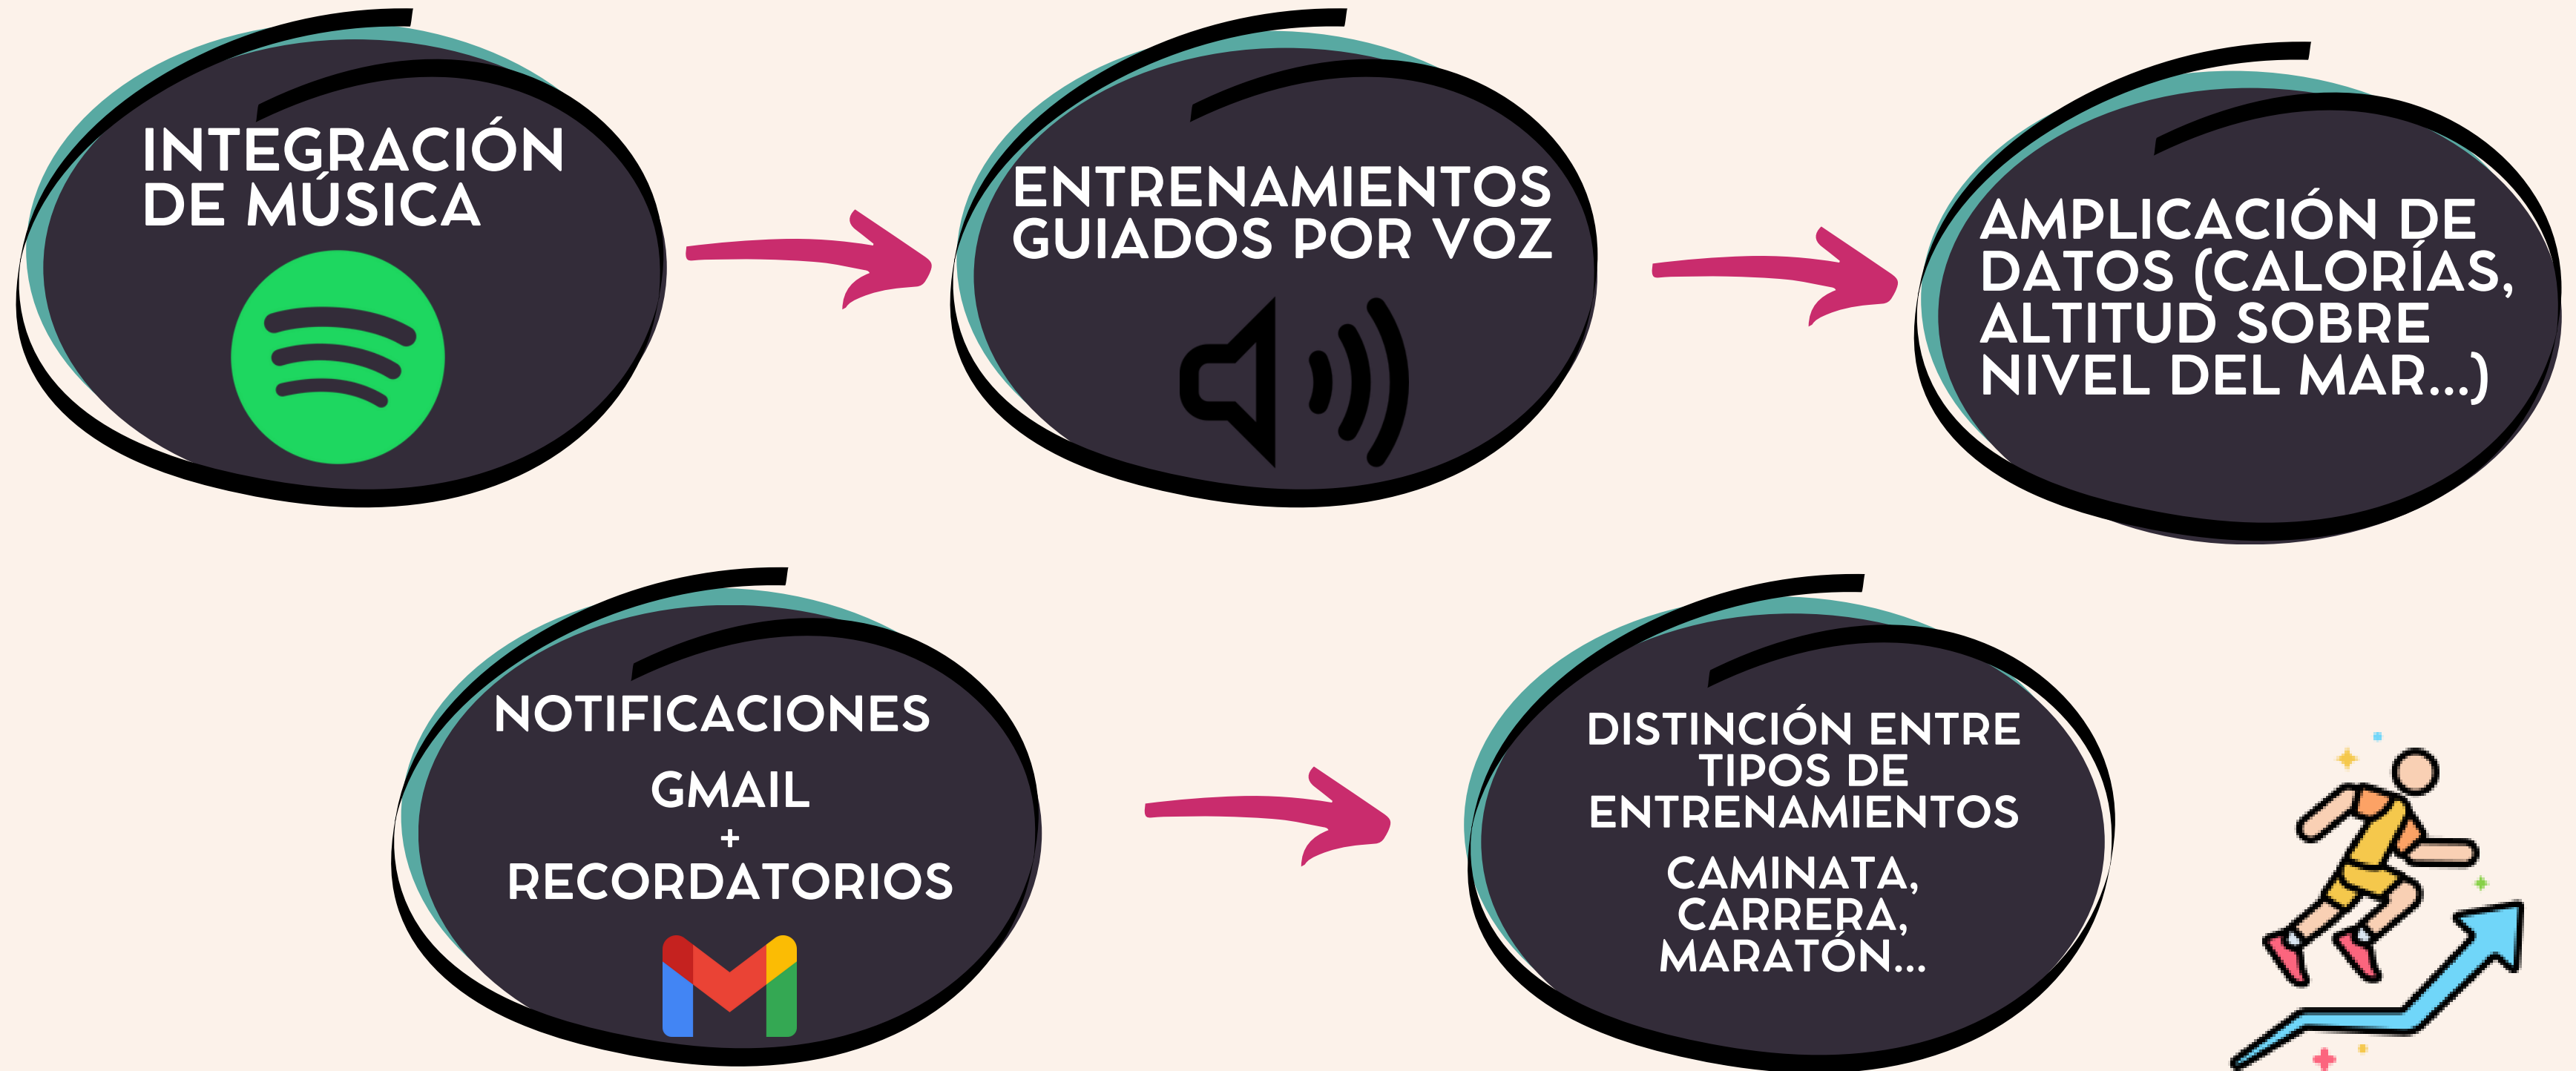 INTEGRACIÓN
DE MÚSICA
ENTRENAMIENTOS
GUIADOS POR VOZ
AMPLICACIÓN DE
DATOS (CALORÍAS,
ALTITUD SOBRE
NIVEL DEL MAR...)
NOTIFICACIONES
GMAIL
+
RECORDATORIOS
DISTINCIÓN ENTRE
TIPOS DE
ENTRENAMIENTOS
CAMINATA,
CARRERA,
MARATÓN...